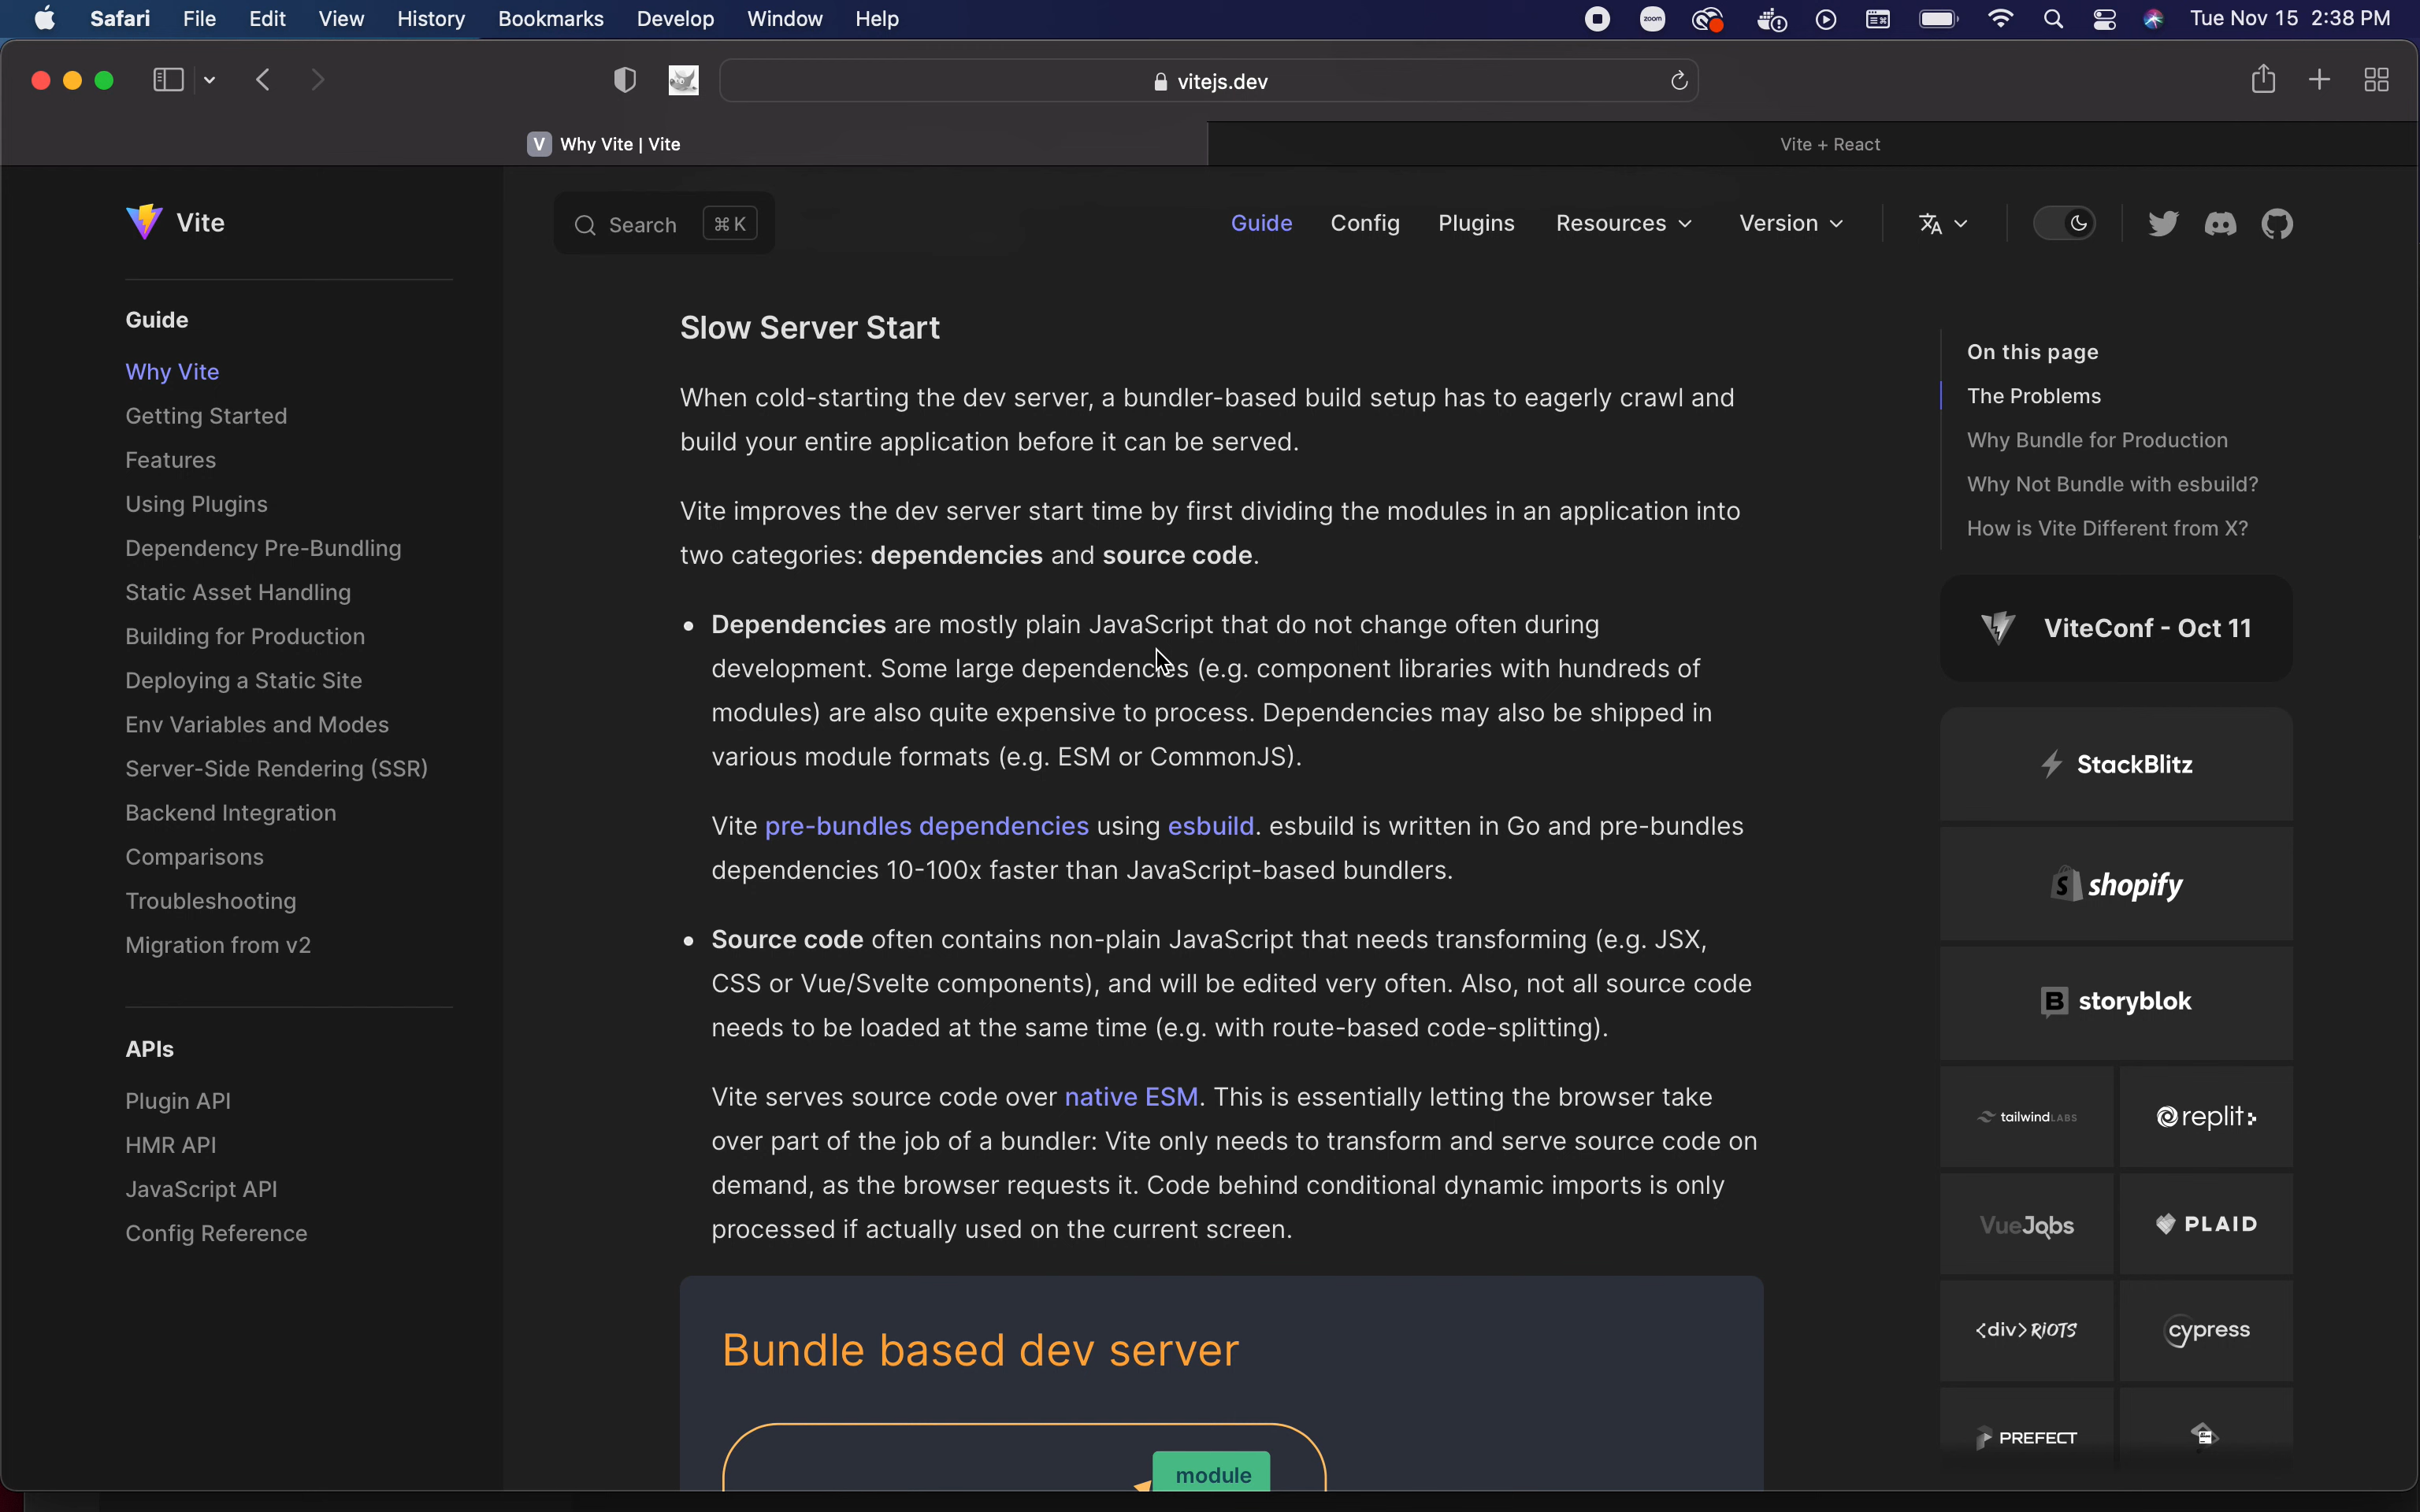 Safari File Edit View History Bookmarks Develop Window Help
zoom
Tue Nov 15 2:38 PM
vitejs.dev
V Why Vite | Vite
Vite + React
Vite
Search ⌘ K
Guide Config Plugins Resources Version
Guide
Why Vite
Getting Started
Features
Using Plugins
Dependency Pre-Bundling
Static Asset Handling
Building for Production
Deploying a Static Site
Env Variables and Modes
Server-Side Rendering (SSR)
Backend Integration
Comparisons
Troubleshooting
Migration from v2
APIs
Plugin API
HMR API
JavaScript API
Config Reference
Slow Server Start
When cold-starting the dev server, a bundler-based build setup has to eagerly crawl and
build your entire application before it can be served.
Vite improves the dev server start time by first dividing the modules in an application into
two categories: dependencies and source code.
• Dependencies are mostly plain JavaScript that do not change often during
development. Some large dependencies (e.g. component libraries with hundreds of
modules) are also quite expensive to process. Dependencies may also be shipped in
various module formats (e.g. ESM or CommonJS).
Vite pre-bundles dependencies using esbuild. esbuild is written in Go and pre-bundles
dependencies 10-100x faster than JavaScript-based bundlers.
• Source code often contains non-plain JavaScript that needs transforming (e.g. JSX,
CSS or Vue/Svelte components), and will be edited very often. Also, not all source code
needs to be loaded at the same time (e.g. with route-based code-splitting).
Vite serves source code over native ESM. This is essentially letting the browser take
over part of the job of a bundler: Vite only needs to transform and serve source code on
demand, as the browser requests it. Code behind conditional dynamic imports is only
processed if actually used on the current screen.
Bundle based dev server
module
On this page
The Problems
Why Bundle for Production
Why Not Bundle with esbuild?
How is Vite Different from X?
ViteConf - Oct 11
StackBlitz
shopify
storyblok
tailwind LABS
replit
VueJobs
PLAID
<div> RIOTS
cypress
PREFECT